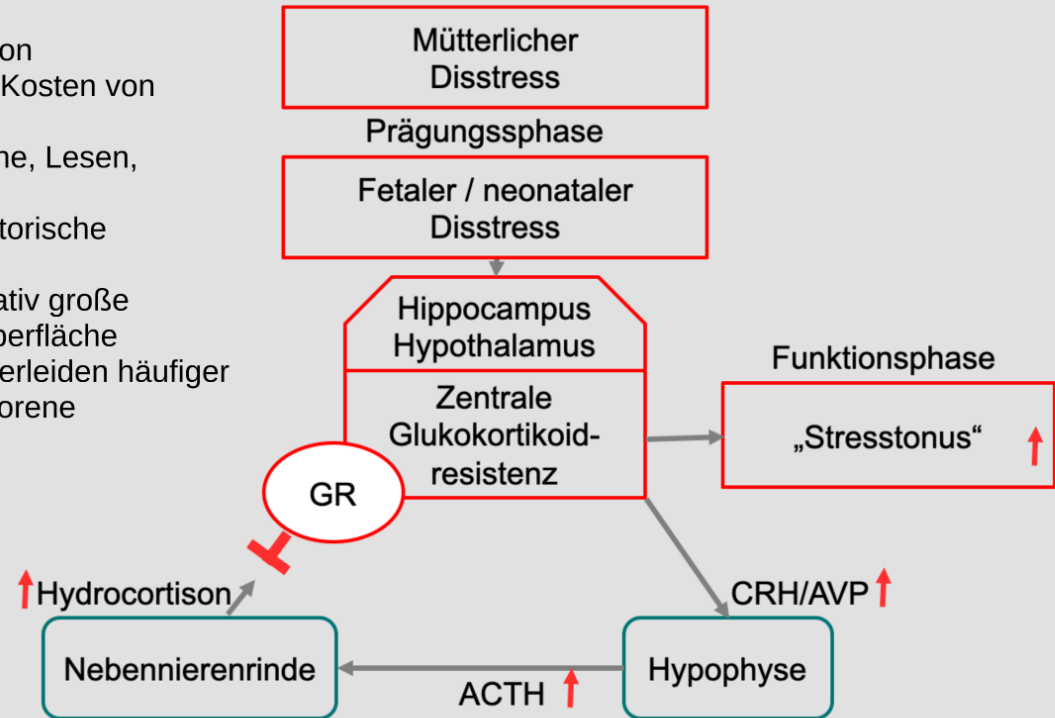 on
Kosten von
ne, Lesen,
torische
ativ große
berfläche
erleiden häufiger
orene
Mütterlicher
Disstress
Prägungssphase
Fetaler / neonataler
Disstress
Hippocampus
Hypothalamus
Zentrale
Glukokortikoid-
resistenz
GR
Funktionsphase
„Stresstonus“
Hydrocortison
CRH/AVP
Nebennierenrinde
ACTH
Hypophyse